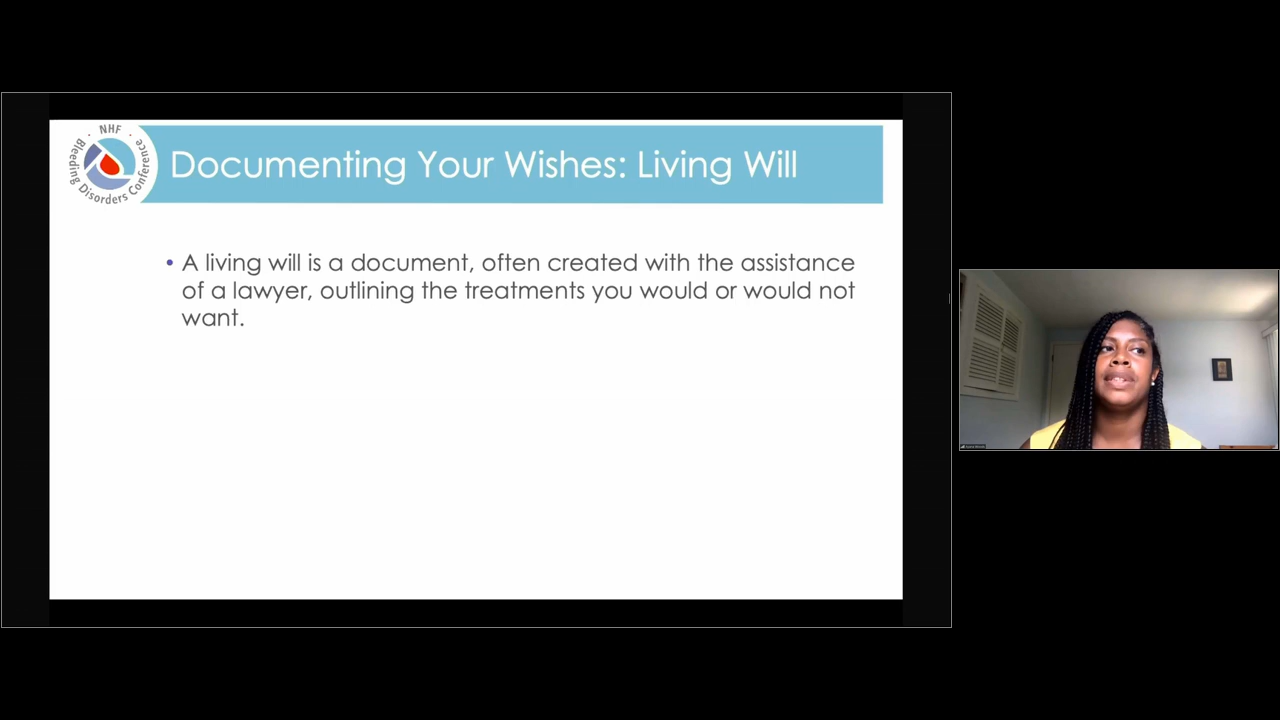 NHF
Bleeding Disorders Conference
Documenting Your Wishes: Living Will
• A living will is a document, often created with the assistance
of a lawyer, outlining the treatments you would or would not
want.